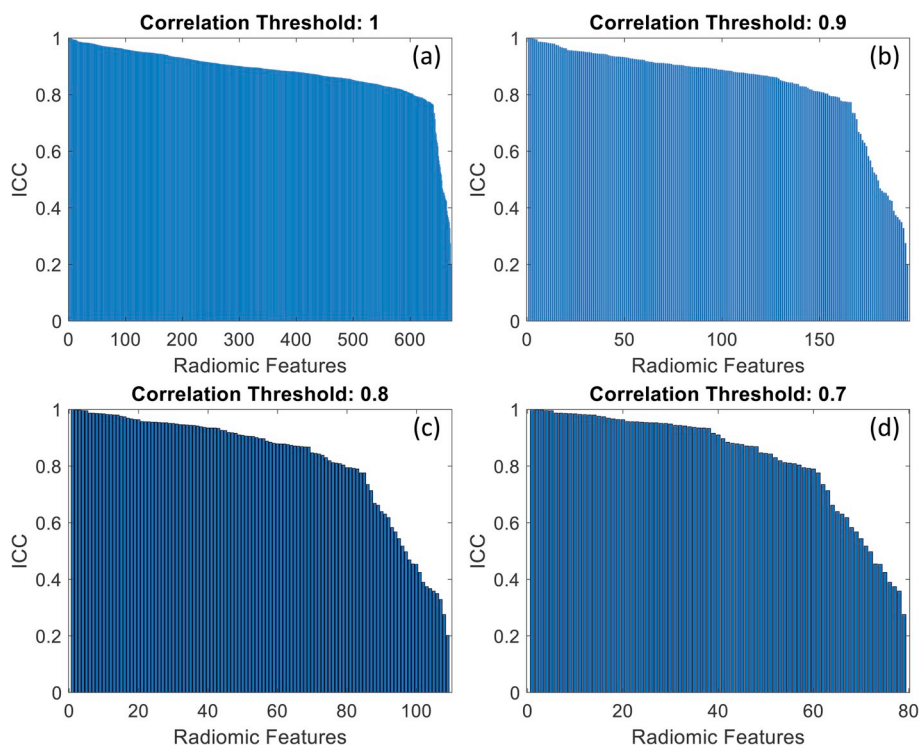 Correlation Threshold: 1
(a)
1
0.8
0.6
0.4
0.2
0
ICC
0 100 200 300 400 500 600
Radiomic Features
Correlation Threshold: 0.9
(b)
1
0.8
0.6
0.4
0.2
0
ICC
0 50 100 150
Radiomic Features
Correlation Threshold: 0.8
(c)
1
0.8
0.6
0.4
0.2
0
ICC
0 20 40 60 80 100
Radiomic Features
Correlation Threshold: 0.7
(d)
1
0.8
0.6
0.4
0.2
0
ICC
0 20 40 60 80
Radiomic Features